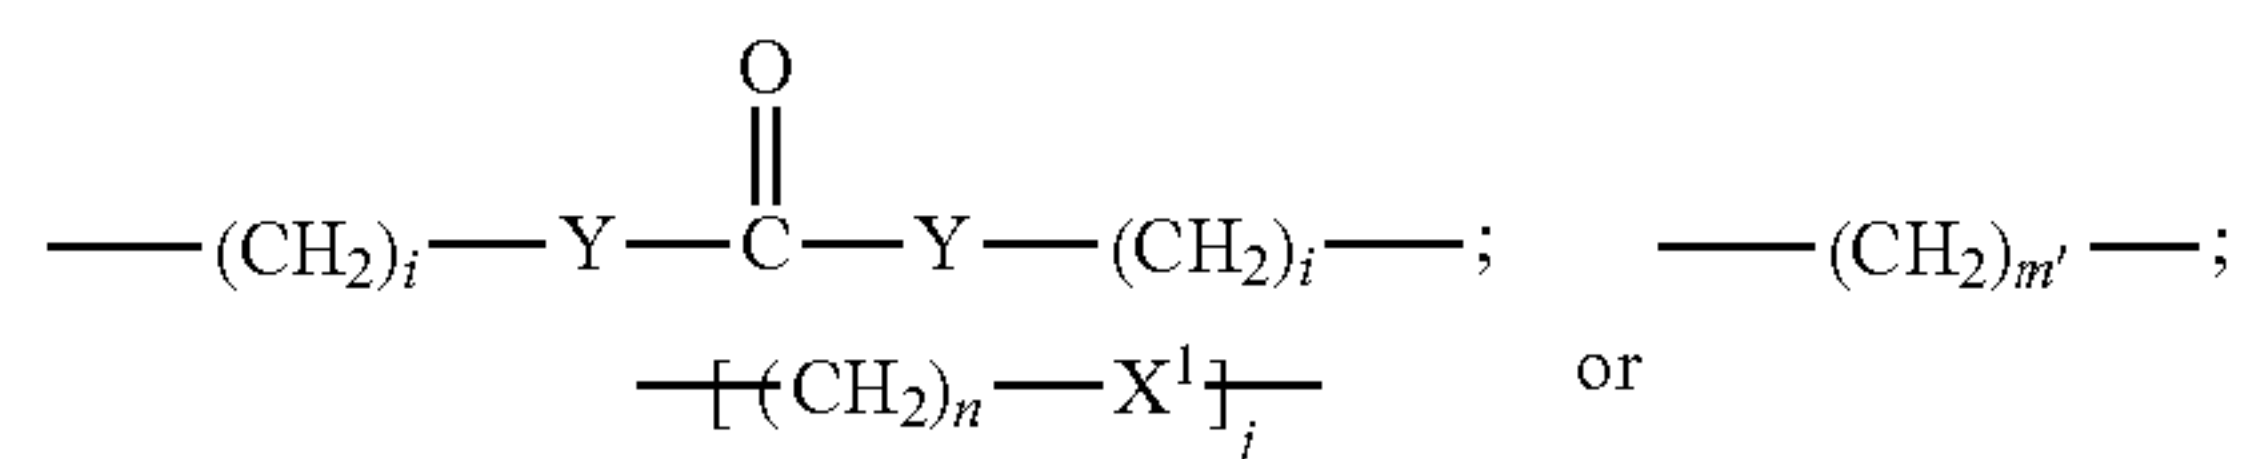 O
—(CH₂)ᵢ—Y—C—Y—(CH₂)ᵢ—; —(CH₂)ₘ′—;
—[(CH₂)ₙ—X¹]ⱼ— or